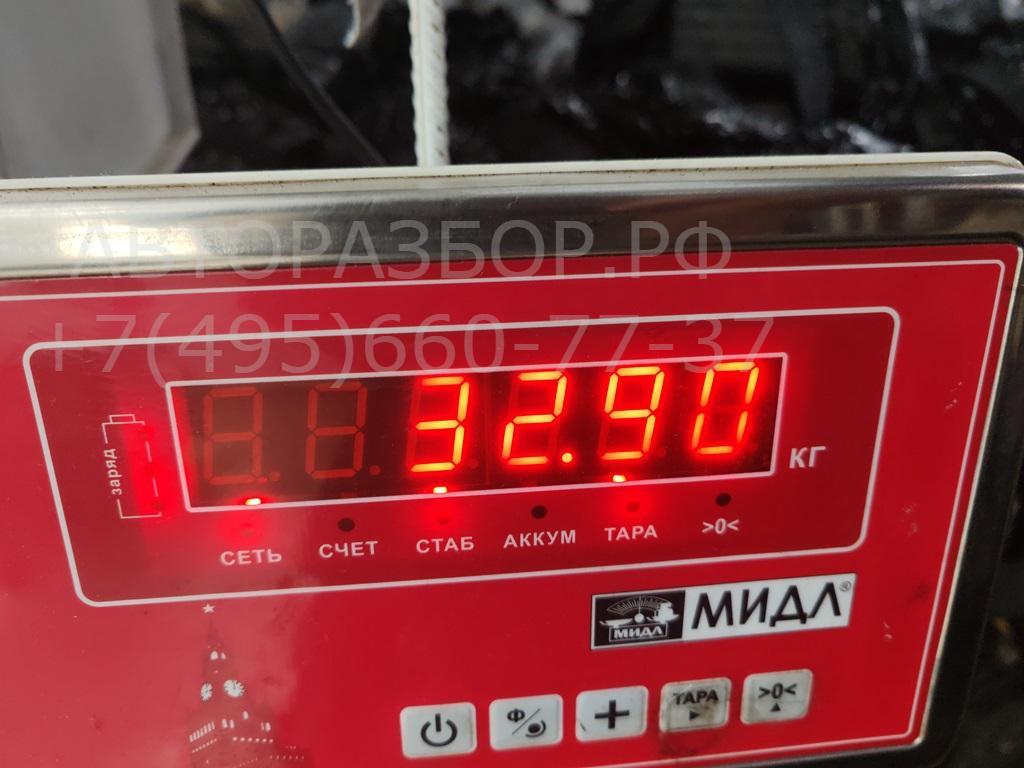 АВТОРАЗБОР.РФ
+7(495)660-77-37
32.90
КГ
заряд
СЕТЬ СЧЕТ СТАБ АККУМ ТАРА >0<
МИДЛ МИДЛ®
Ф ТАРА >0<